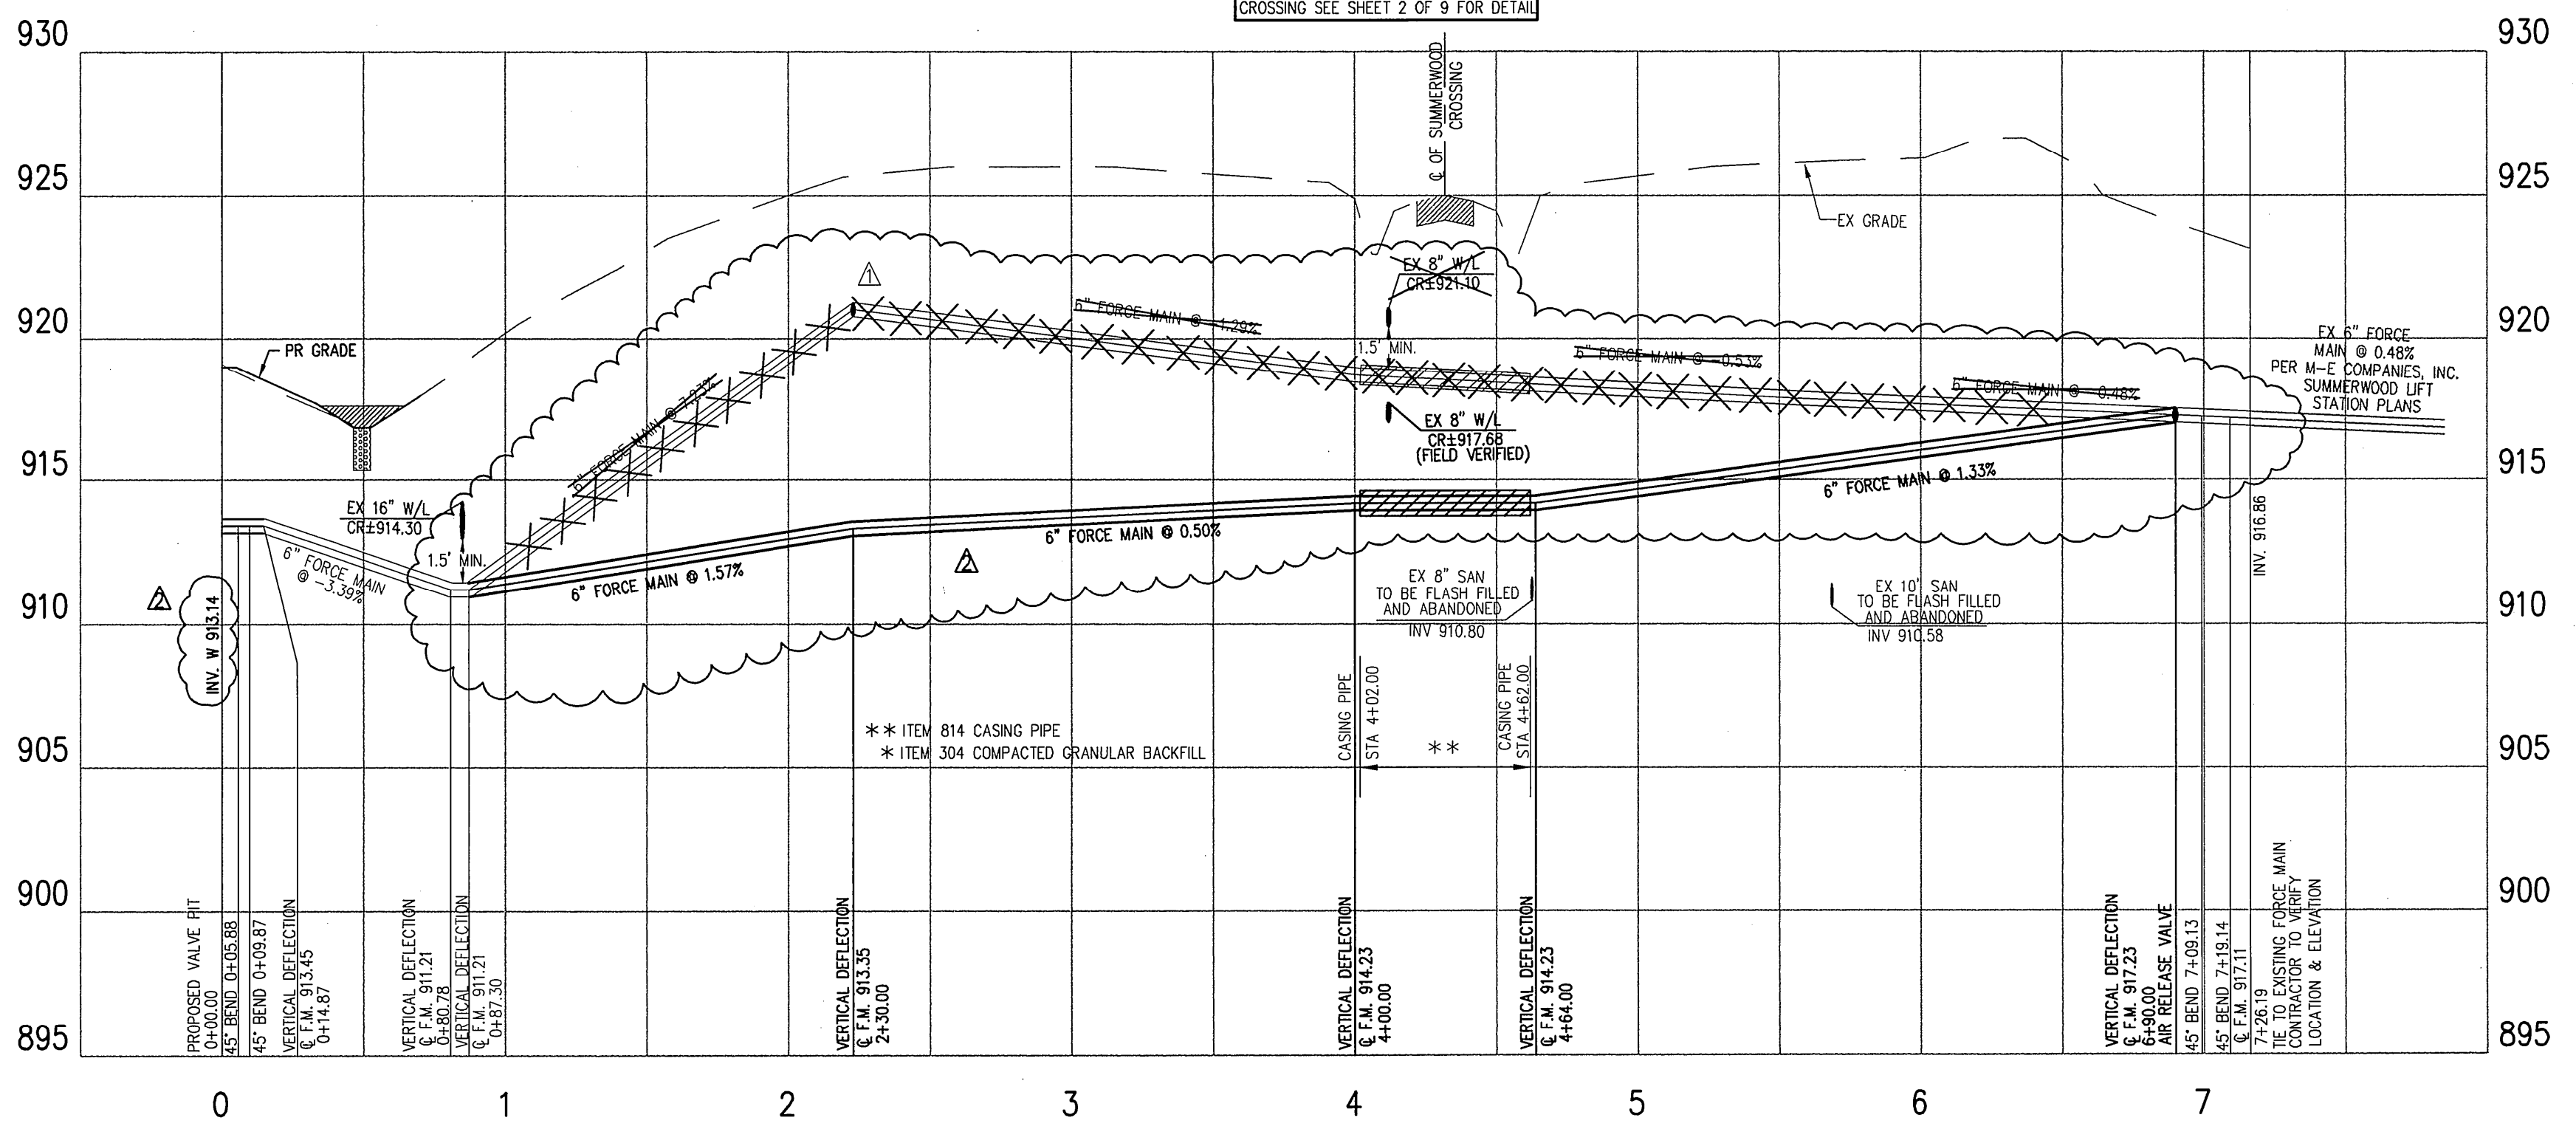 CROSSING SEE SHEET 2 OF 9 FOR DETAIL
930
930
℄ OF SUMMERWOOD
CROSSING
925
925
EX GRADE
1
EX 8" W/L
CR±921.10
920
920
6" FORCE MAIN @ -1.29%
PR GRADE
1.5' MIN.
6" FORCE MAIN @ -0.53%
EX 6" FORCE
MAIN @ 0.48%
PER M-E COMPANIES, INC.
SUMMERWOOD LIFT
STATION PLANS
6" FORCE MAIN @ 7.23%
6" FORCE MAIN @ -0.48%
EX 8" W/L
CR±917.68
(FIELD VERIFIED)
915
915
6" FORCE MAIN @ 1.33%
EX 16" W/L
CR±914.30
1.5' MIN.
6" FORCE MAIN
@ -3.39%
6" FORCE MAIN @ 0.50%
6" FORCE MAIN @ 1.57%
2
2
INV. W 913.14
INV. 916.86
EX 8" SAN
TO BE FLASH FILLED
AND ABANDONED
INV 910.80
EX 10' SAN
TO BE FLASH FILLED
AND ABANDONED
INV 910.58
910
910
CASING PIPE
STA 4+02.00
CASING PIPE
STA 4+62.00
** ITEM 814 CASING PIPE
* ITEM 304 COMPACTED GRANULAR BACKFILL
**
905
905
900
900
PROPOSED VALVE PIT
0+00.00
45° BEND 0+05.88
45° BEND 0+09.87
VERTICAL DEFLECTION
℄ F.M. 913.45
0+14.87
VERTICAL DEFLECTION
℄ F.M. 911.21
0+80.78
VERTICAL DEFLECTION
℄ F.M. 911.21
0+87.30
VERTICAL DEFLECTION
℄ F.M. 913.35
2+30.00
VERTICAL DEFLECTION
℄ F.M. 914.23
4+00.00
VERTICAL DEFLECTION
℄ F.M. 914.23
4+64.00
VERTICAL DEFLECTION
℄ F.M. 917.23
6+90.00
AIR RELEASE VALVE
45° BEND 7+09.13
45° BEND 7+19.14
℄ F.M. 917.11
7+26.19
TIE TO EXISTING FORCE MAIN
CONTRACTOR TO VERIFY
LOCATION & ELEVATION
895
895
0
1
2
3
4
5
6
7